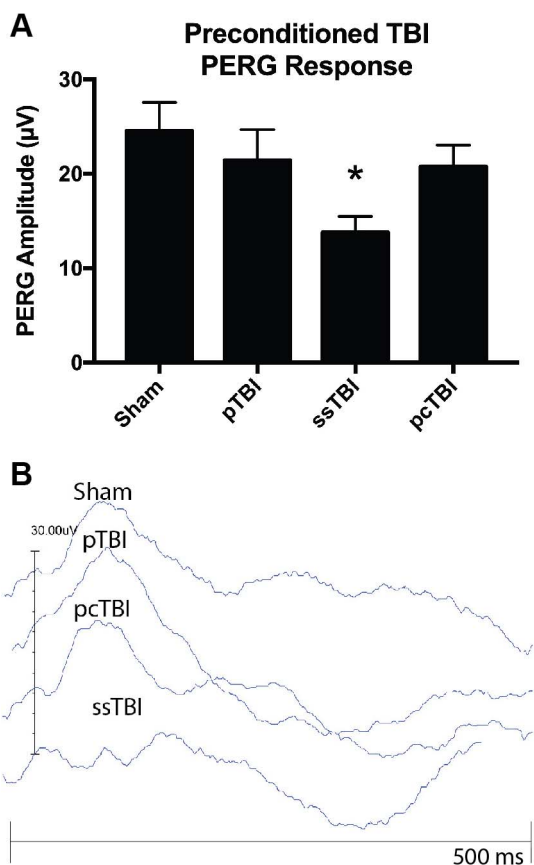 A
Preconditioned TBI
PERG Response
PERG Amplitude (µV)
30
20
10
0
*
Sham
pTBI
ssTBI
pcTBI
B
Sham
30.00uV
pTBI
pcTBI
ssTBI
500 ms